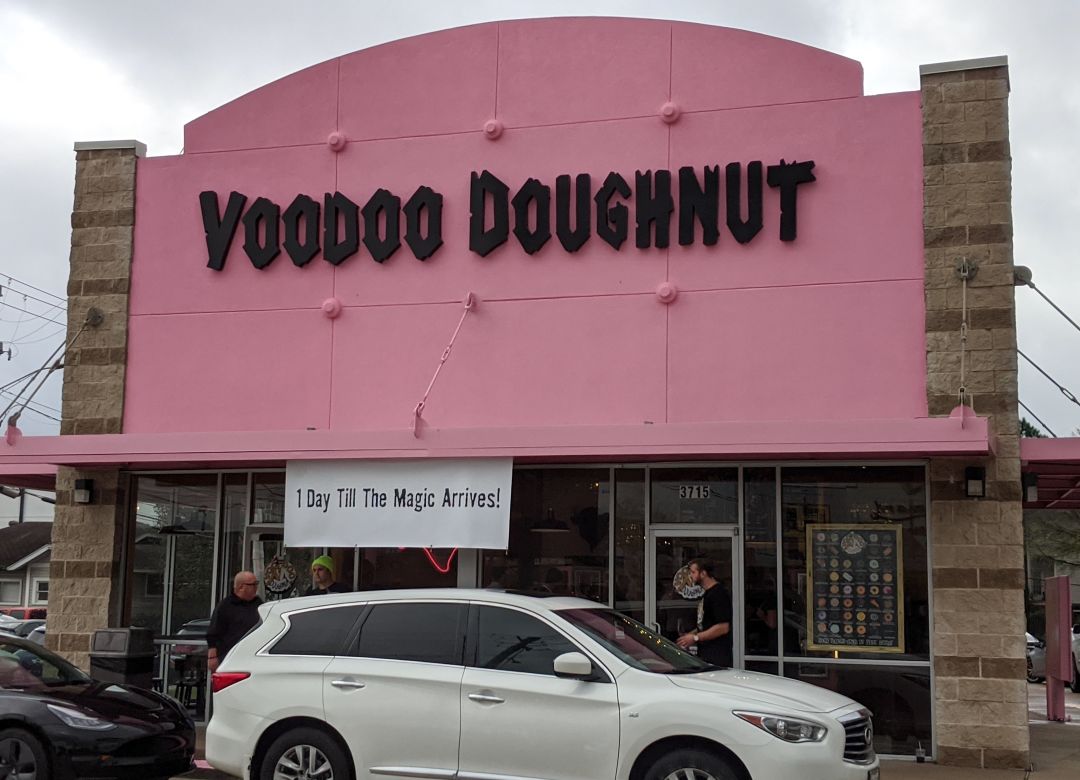 VOODOO DOUGHNUT
1 Day Till The Magic Arrives!
3715